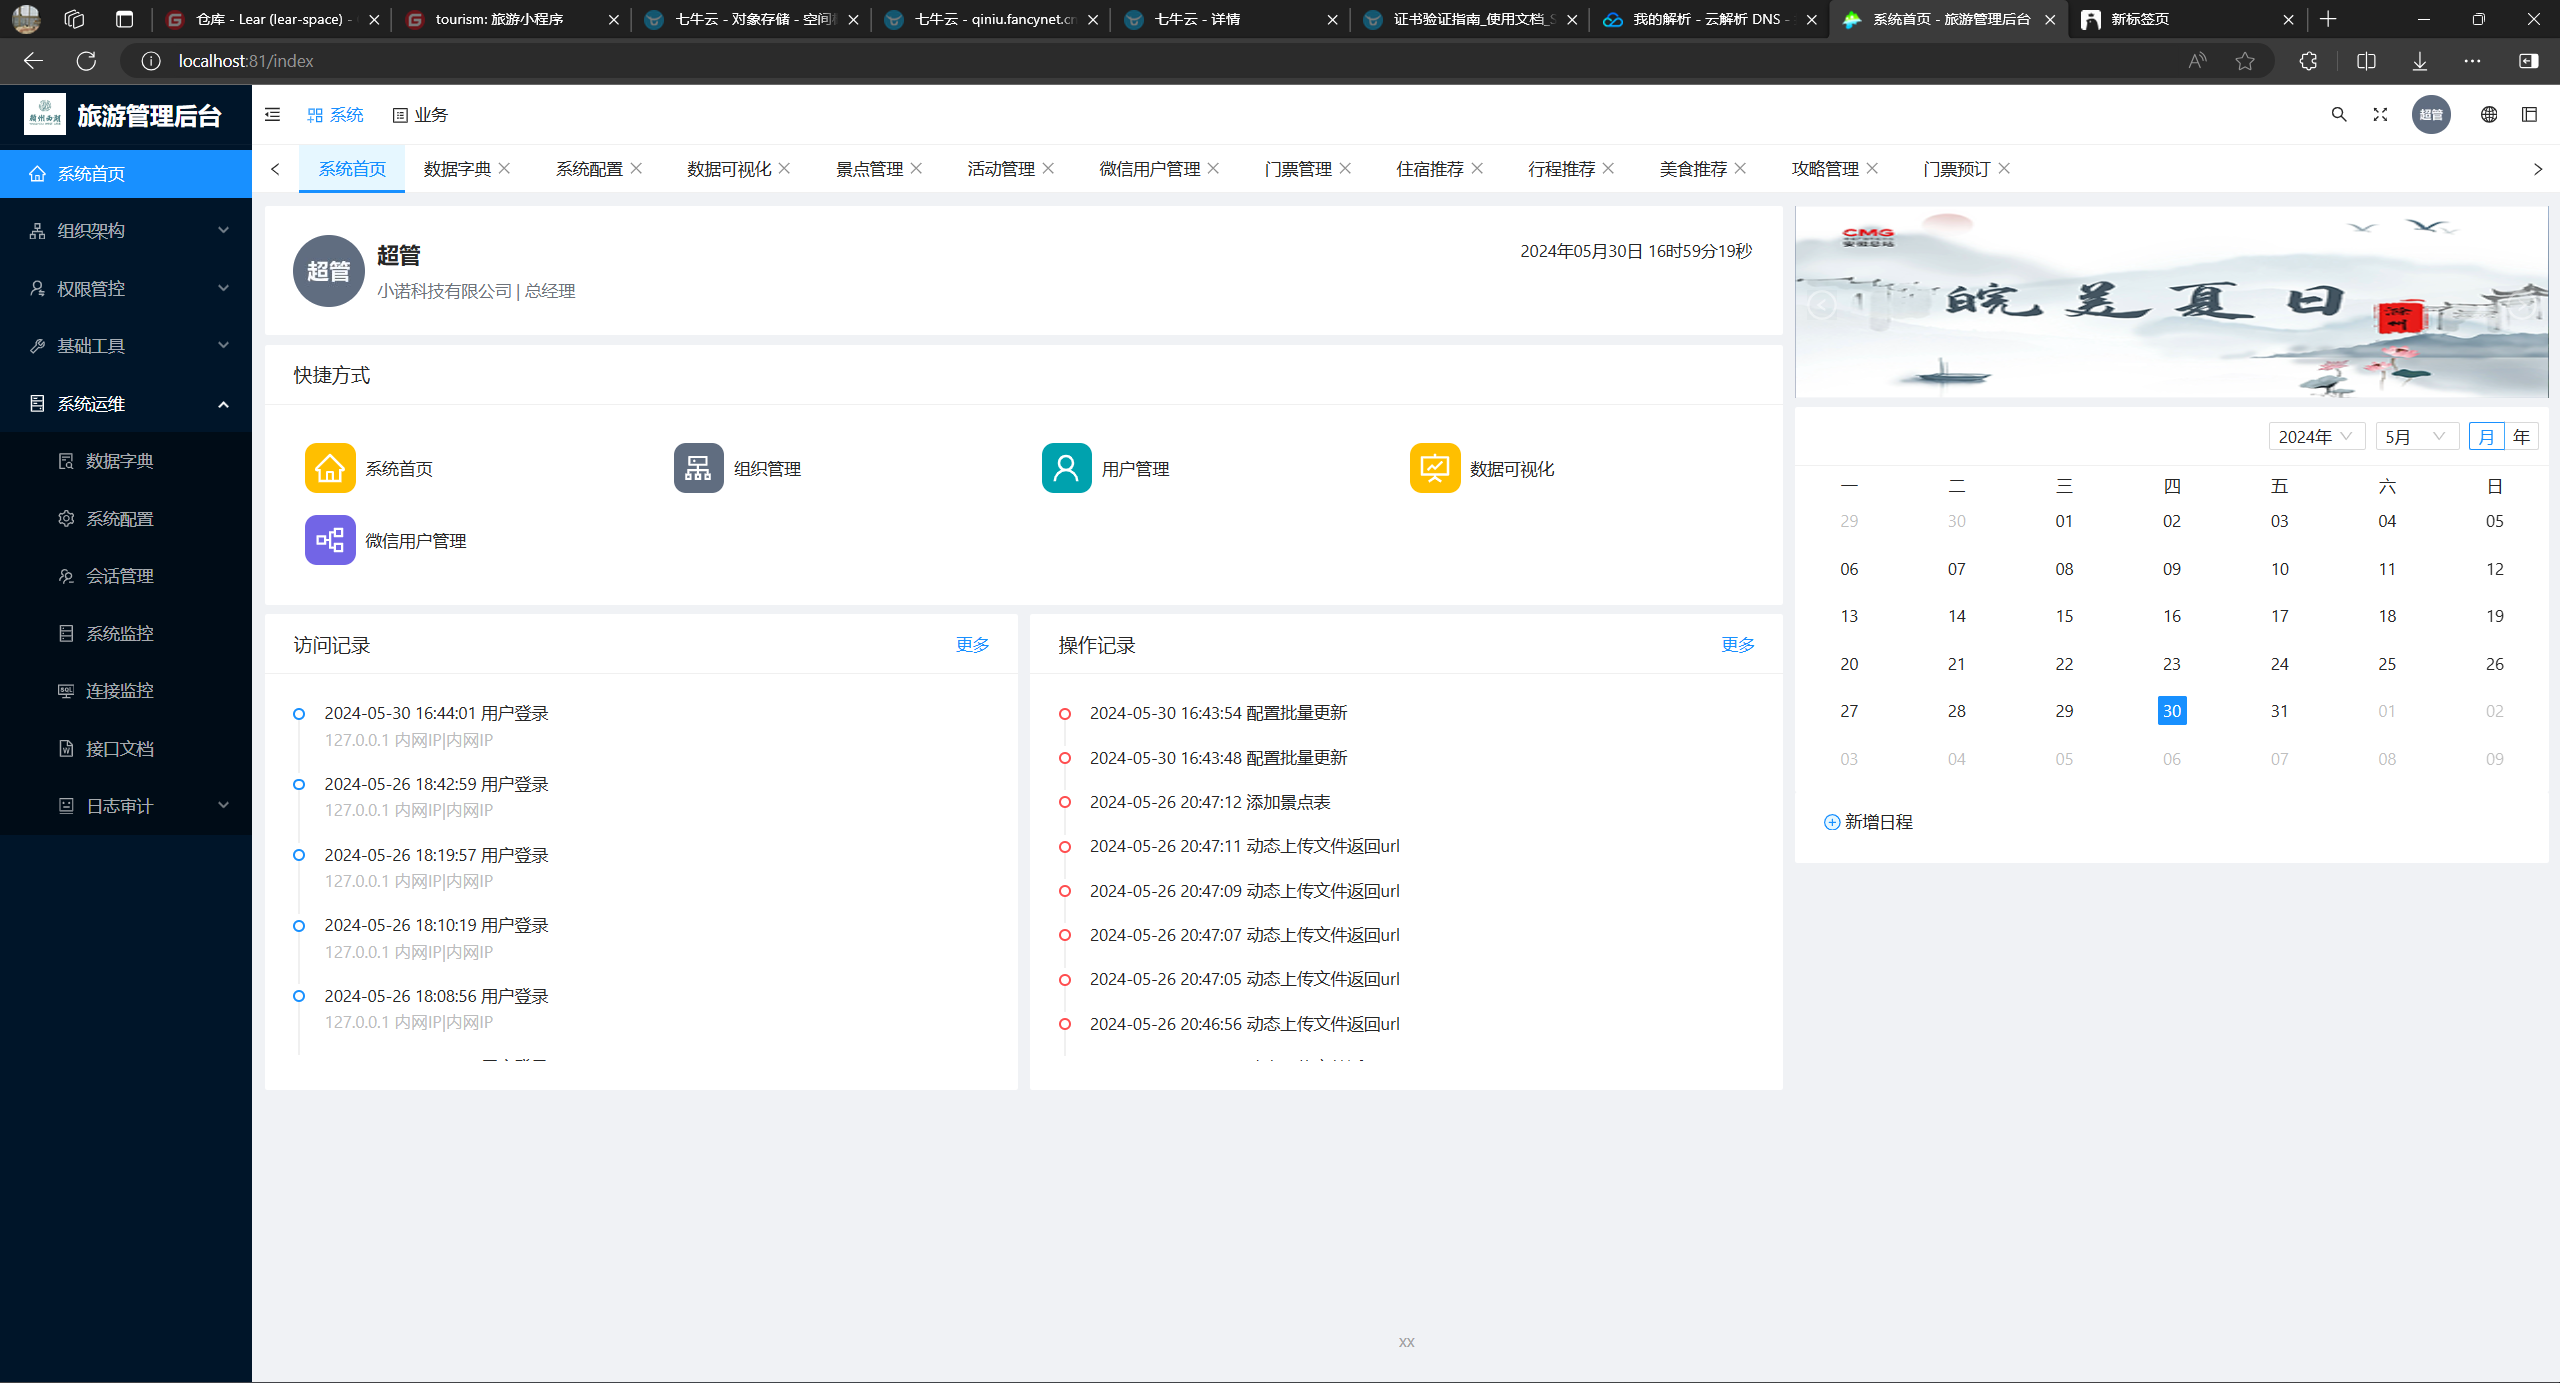 仓库 - Lear (lear-space) -
tourism: 旅游小程序
七牛云 - 对象存储 - 空间
七牛云 - qiniu.fancynet.cn
七牛云 - 详情
证书验证指南_使用文档_S
我的解析 - 云解析 DNS -
系统首页 - 旅游管理后台
新标签页
localhost:81/index
旅游管理后台
系统
业务
超管
系统首页
数据字典
系统配置
数据可视化
景点管理
活动管理
微信用户管理
门票管理
住宿推荐
行程推荐
美食推荐
攻略管理
门票预订
系统首页
组织架构
权限管控
基础工具
系统运维
数据字典
系统配置
会话管理
系统监控
连接监控
接口文档
日志审计
超管
超管
小诺科技有限公司 | 总经理
2024年05月30日 16时59分19秒
快捷方式
系统首页
组织管理
用户管理
数据可视化
微信用户管理
访问记录
更多
2024-05-30 16:44:01 用户登录
127.0.0.1 内网IP|内网IP
2024-05-26 18:42:59 用户登录
127.0.0.1 内网IP|内网IP
2024-05-26 18:19:57 用户登录
127.0.0.1 内网IP|内网IP
2024-05-26 18:10:19 用户登录
127.0.0.1 内网IP|内网IP
2024-05-26 18:08:56 用户登录
127.0.0.1 内网IP|内网IP
操作记录
更多
2024-05-30 16:43:54 配置批量更新
2024-05-30 16:43:48 配置批量更新
2024-05-26 20:47:12 添加景点表
2024-05-26 20:47:11 动态上传文件返回url
2024-05-26 20:47:09 动态上传文件返回url
2024-05-26 20:47:07 动态上传文件返回url
2024-05-26 20:47:05 动态上传文件返回url
2024-05-26 20:46:56 动态上传文件返回url
CMG
安徽总站
皖美夏日
滁州
2024年
5月
月
年
一 二 三 四 五 六 日
29 30 01 02 03 04 05
06 07 08 09 10 11 12
13 14 15 16 17 18 19
20 21 22 23 24 25 26
27 28 29 30 31 01 02
03 04 05 06 07 08 09
新增日程
xx